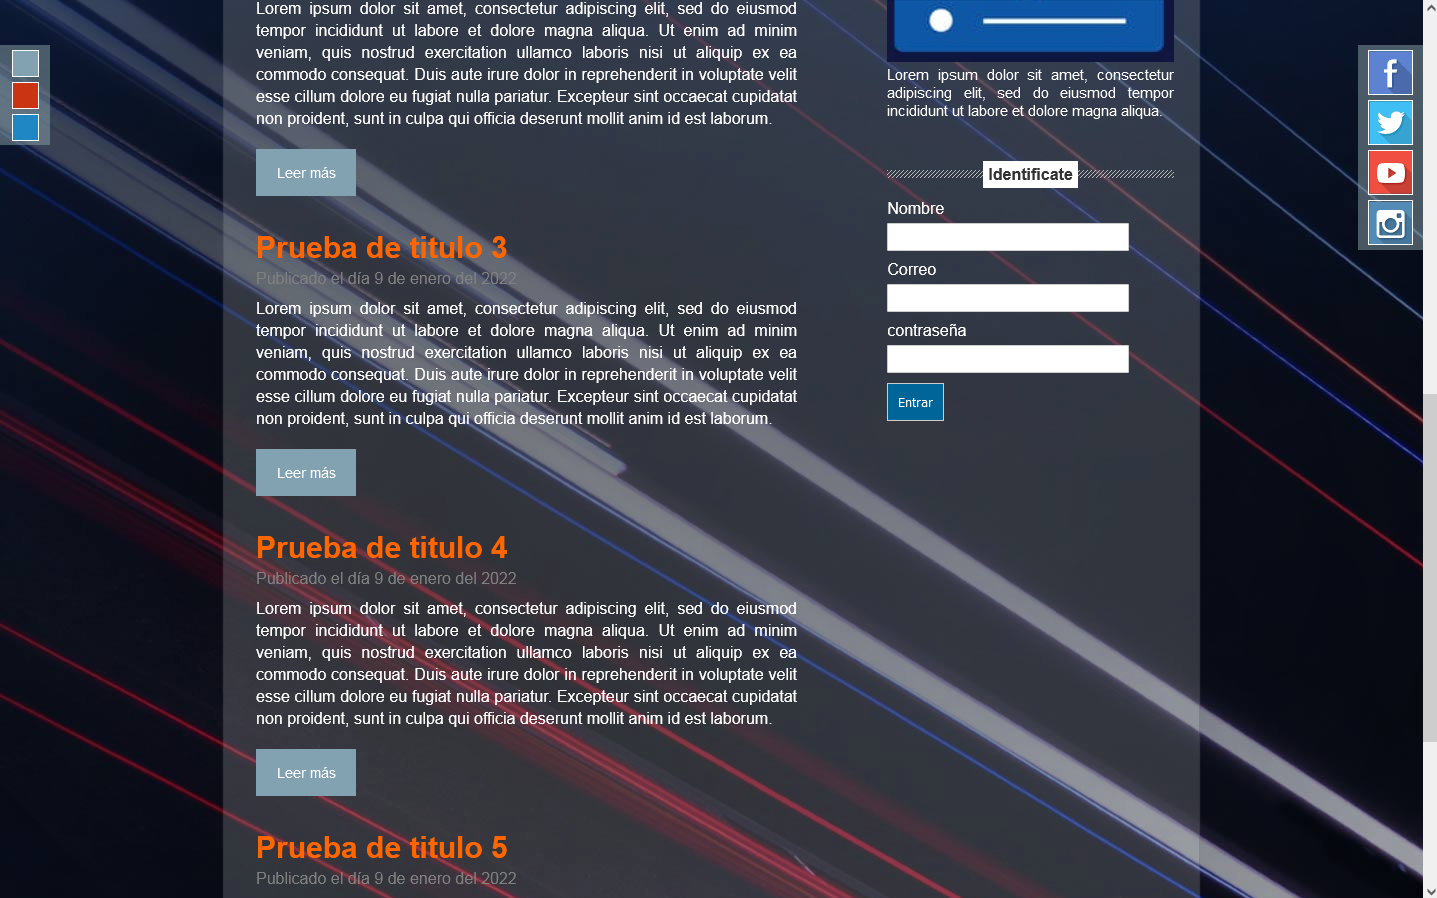 Lorem ipsum dolor sit amet, consectetur adipiscing elit, sed do eiusmod
tempor incididunt ut labore et dolore magna aliqua. Ut enim ad minim
veniam, quis nostrud exercitation ullamco laboris nisi ut aliquip ex ea
commodo consequat. Duis aute irure dolor in reprehenderit in voluptate velit
esse cillum dolore eu fugiat nulla pariatur. Excepteur sint occaecat cupidatat
non proident, sunt in culpa qui officia deserunt mollit anim id est laborum.
Leer más
Prueba de titulo 3
Publicado el día 9 de enero del 2022
Lorem ipsum dolor sit amet, consectetur adipiscing elit, sed do eiusmod
tempor incididunt ut labore et dolore magna aliqua. Ut enim ad minim
veniam, quis nostrud exercitation ullamco laboris nisi ut aliquip ex ea
commodo consequat. Duis aute irure dolor in reprehenderit in voluptate velit
esse cillum dolore eu fugiat nulla pariatur. Excepteur sint occaecat cupidatat
non proident, sunt in culpa qui officia deserunt mollit anim id est laborum.
Leer más
Prueba de titulo 4
Publicado el día 9 de enero del 2022
Lorem ipsum dolor sit amet, consectetur adipiscing elit, sed do eiusmod
tempor incididunt ut labore et dolore magna aliqua. Ut enim ad minim
veniam, quis nostrud exercitation ullamco laboris nisi ut aliquip ex ea
commodo consequat. Duis aute irure dolor in reprehenderit in voluptate velit
esse cillum dolore eu fugiat nulla pariatur. Excepteur sint occaecat cupidatat
non proident, sunt in culpa qui officia deserunt mollit anim id est laborum.
Leer más
Prueba de titulo 5
Publicado el día 9 de enero del 2022
Lorem ipsum dolor sit amet, consectetur
adipiscing elit, sed do eiusmod tempor
incididunt ut labore et dolore magna aliqua.
Identificate
Nombre
Correo
contraseña
Entrar